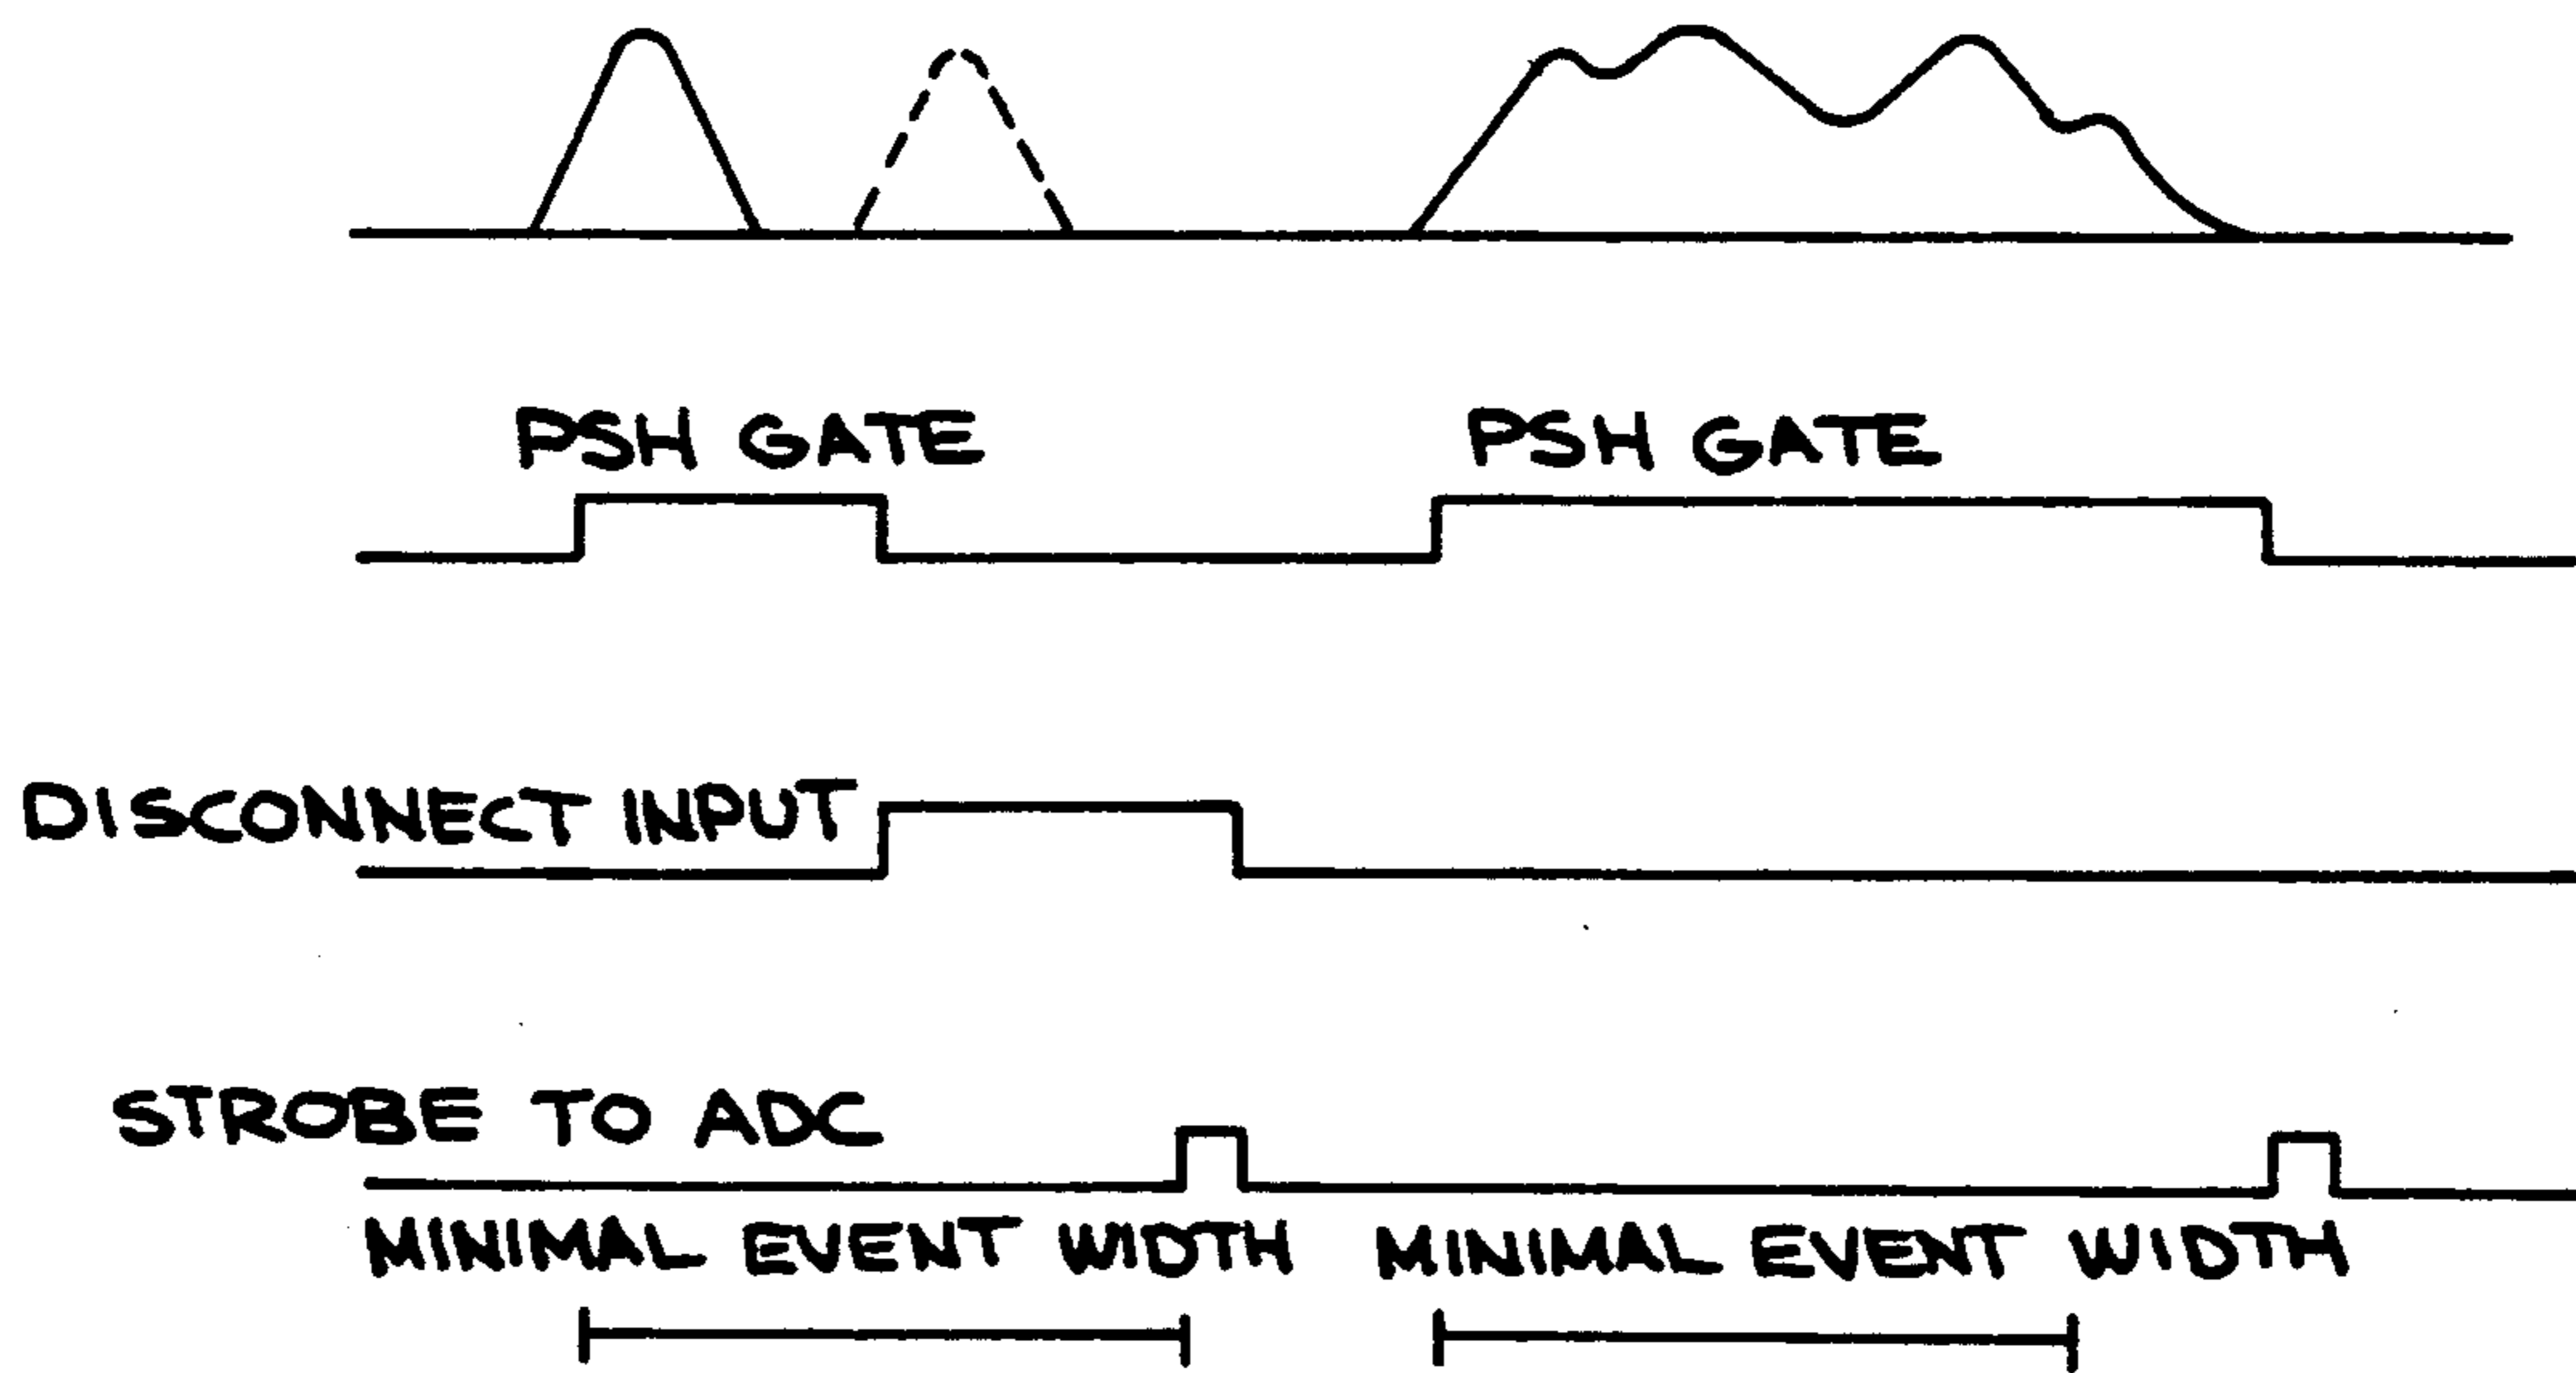 PSH GATE PSH GATE
DISCONNECT INPUT
STROBE TO ADC
MINIMAL EVENT WIDTH MINIMAL EVENT WIDTH